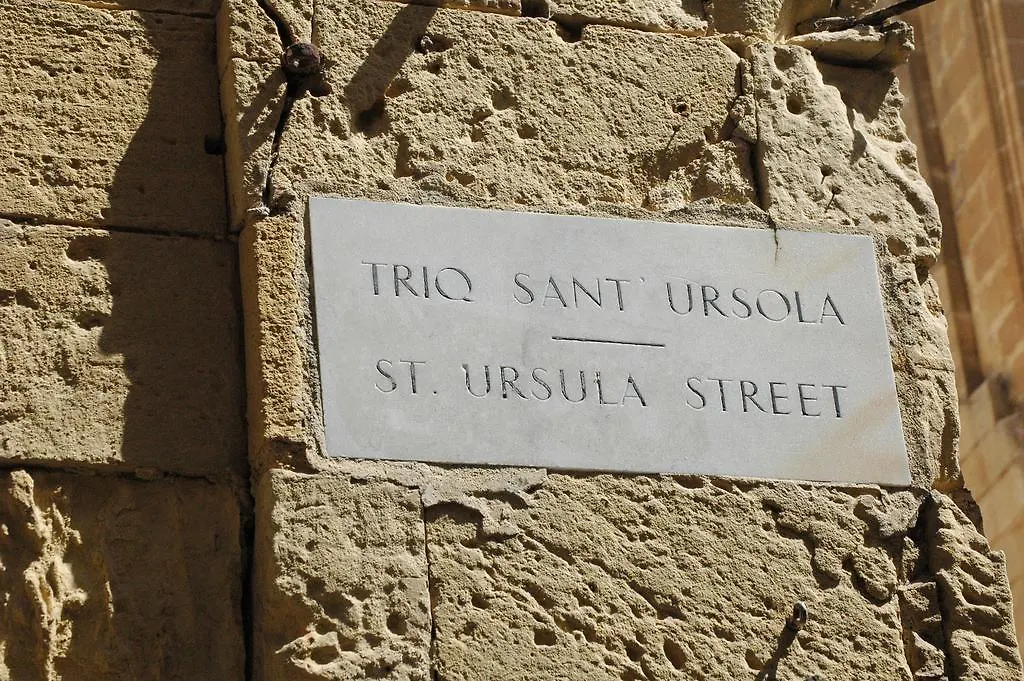 TRIQ SANT' URSOLA
ST. URSULA STREET